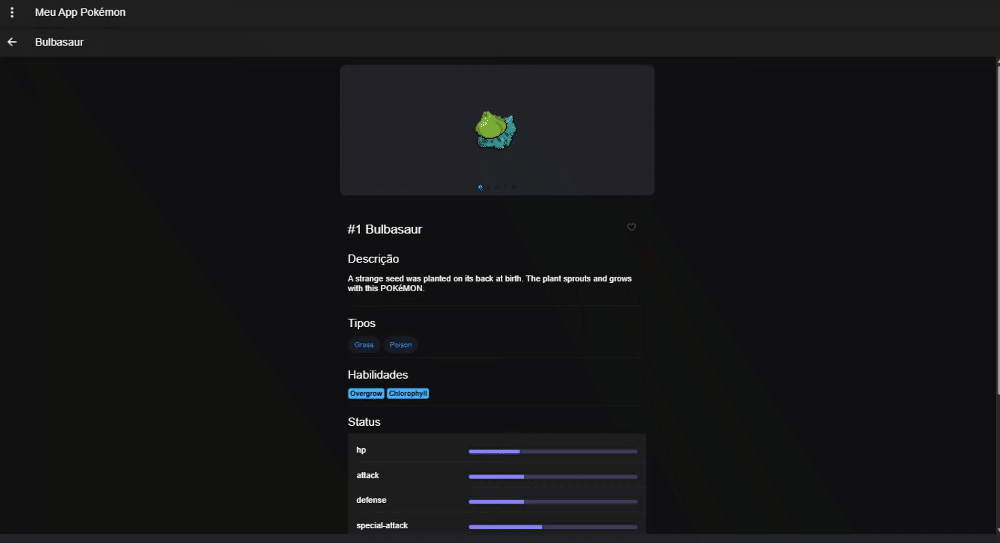 Meu App Pokémon
Bulbasaur
#1 Bulbasaur
Descrição
A strange seed was planted on its back at birth. The plant sprouts and grows
with this POKéMON.
Tipos
Grass Poison
Habilidades
Overgrow Chlorophyll
Status
hp
attack
defense
special-attack